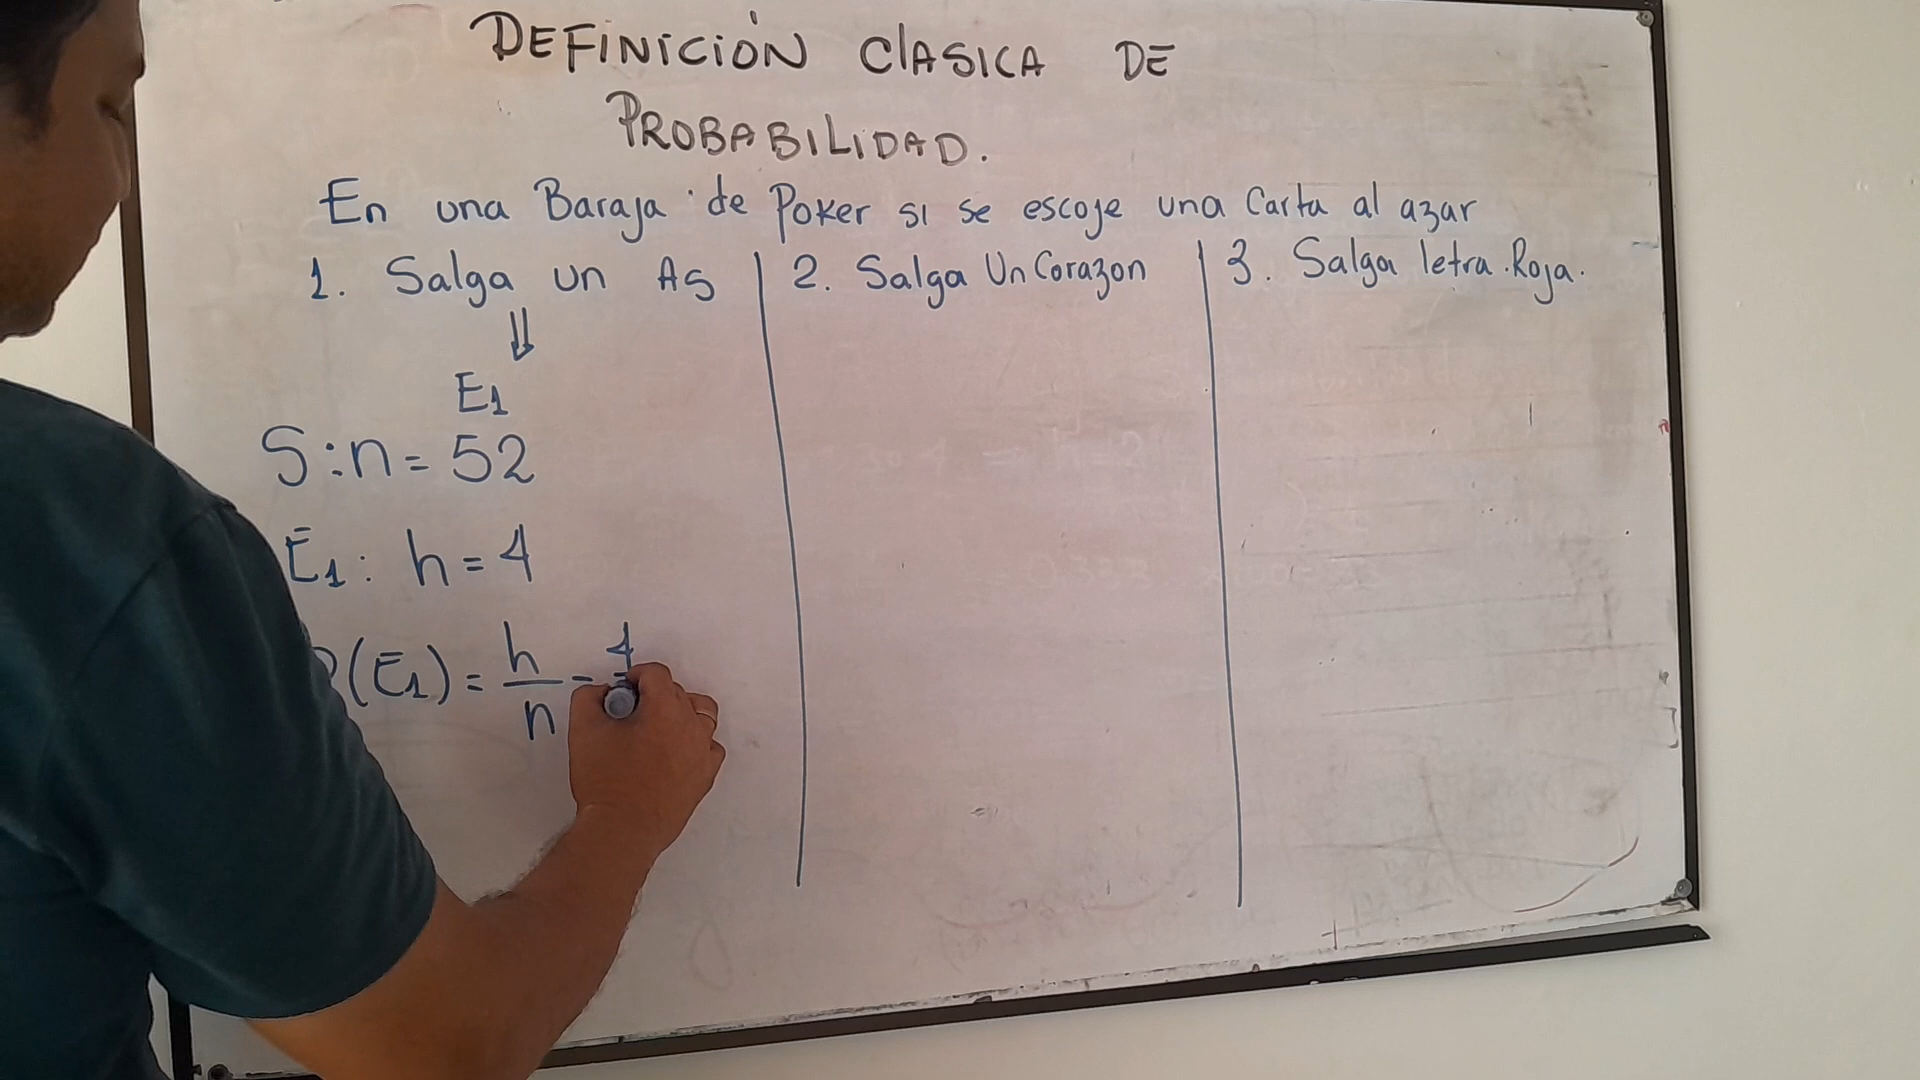 DEFINICIÓN CLASICA DE
PROBABILIDAD.
En una Baraja de Poker si se escoje una Carta al azar
1. Salga un As
2. Salga Un Corazon
3. Salga letra Roja.
⇓
E1
S:n= 52
E1: h=4
(E1) = h/n = 4